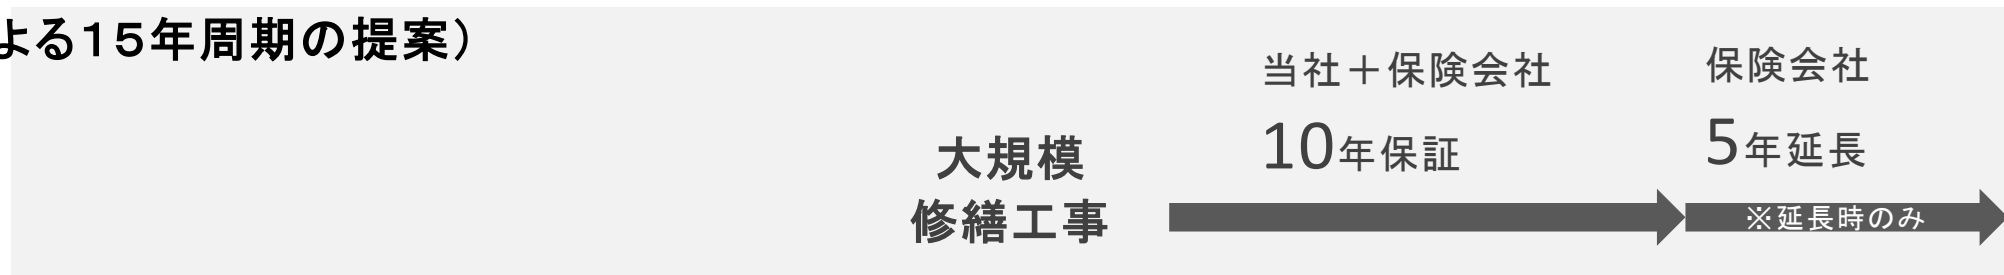 よる15年周期の提案）
当社＋保険会社
10年保証
保険会社
5年延長
大規模
修繕工事
※延長時のみ